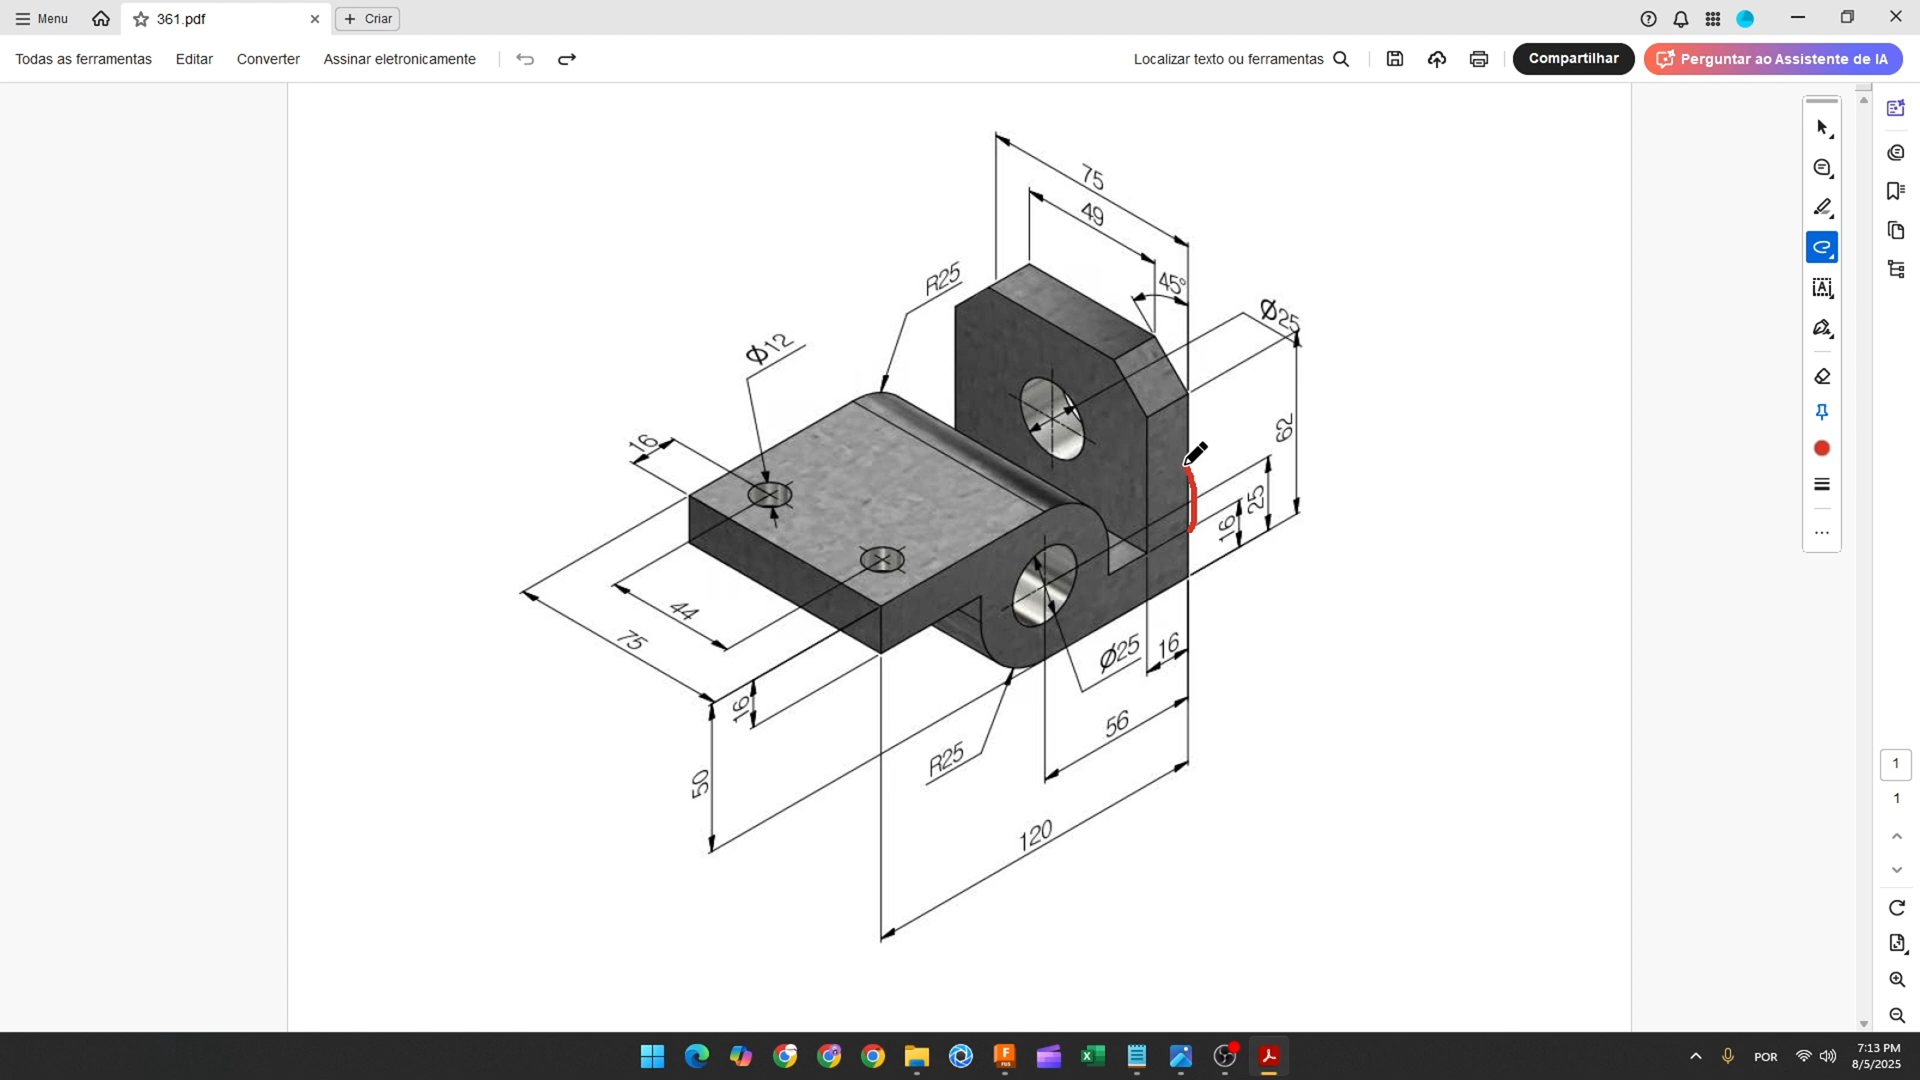 Menu
361.pdf
Criar
Todas as ferramentas
Editar
Converter
Assinar eletronicamente
Localizar texto ou ferramentas
Compartilhar
Perguntar ao Assistente de IA
75
49
45°
R25
Ø25
Ø12
62
16
25
16
44
75
Ø25
16
16
56
R25
50
120
1
1
POR
7:13 PM
8/5/2025